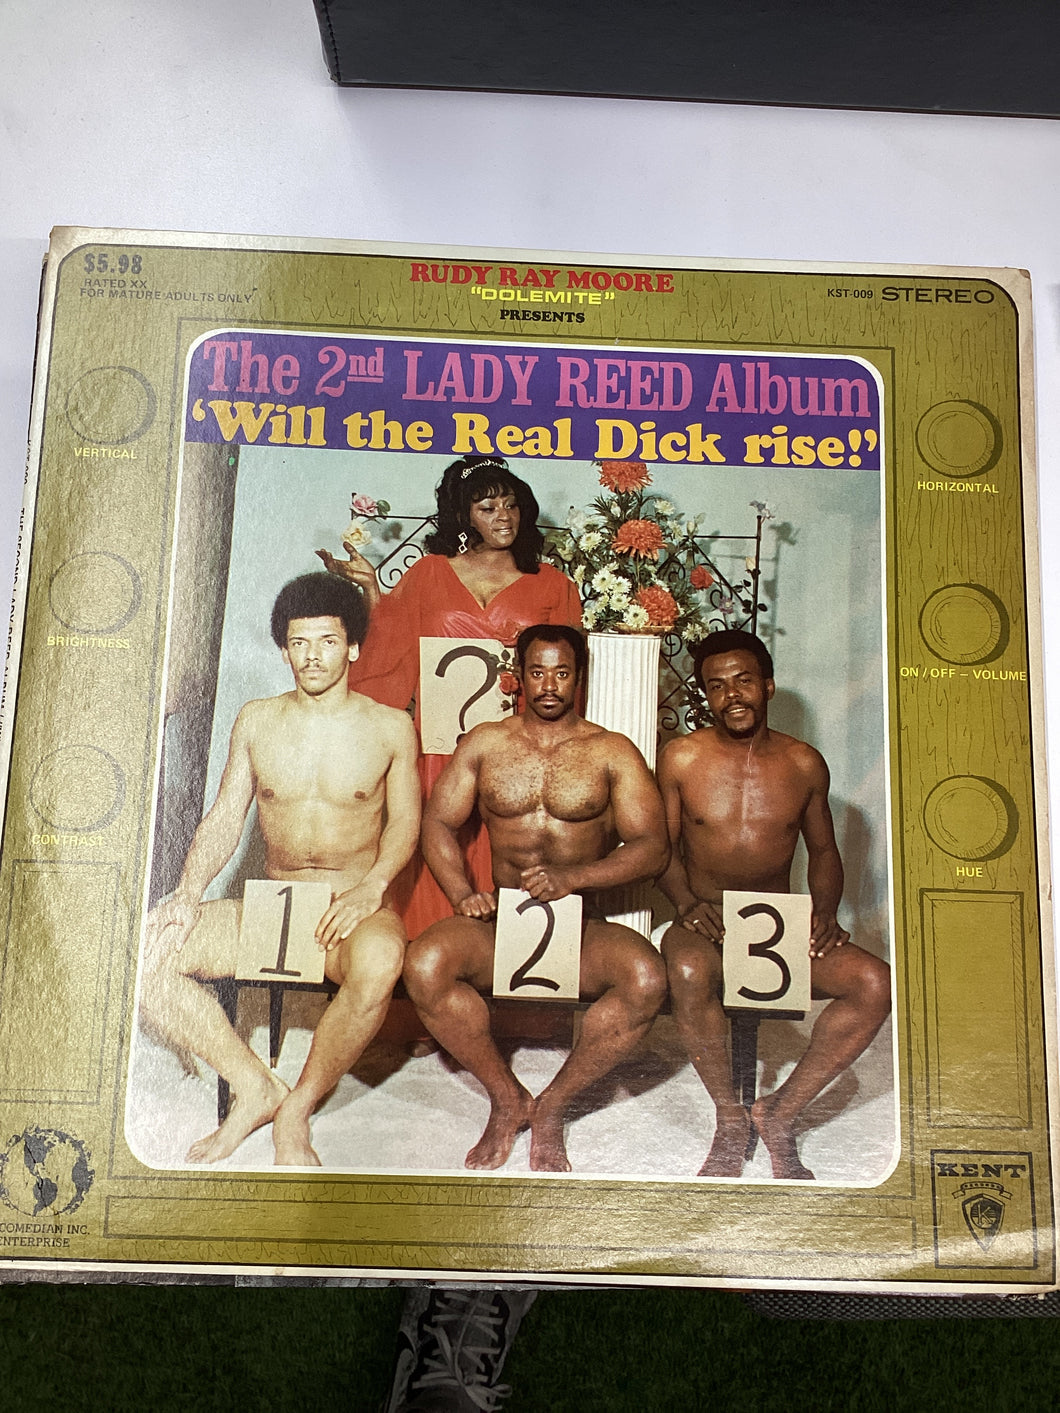 $5.98
RATED XX
FOR MATURE ADULTS ONLY
RUDY RAY MOORE
"DOLEMITE"
PRESENTS
KST-009 STEREO
The 2nd LADY REED Album
'Will the Real Dick rise!'
VERTICAL
HORIZONTAL
BRIGHTNESS
ON / OFF – VOLUME
CONTRAST
HUE
?
1
2
3
KENT
RECORDS
K
COMEDIAN INC.
ENTERPRISE